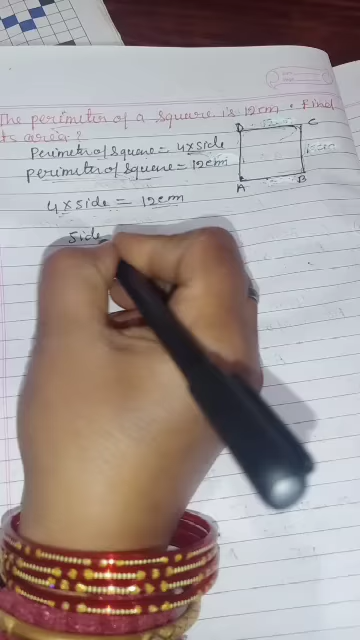 The perimeter of a square is 12cm. Find
its area?
Perimeter of square = 4×side
perimeter of square = 12cm
4×side = 12cm
side
D
C
A
B